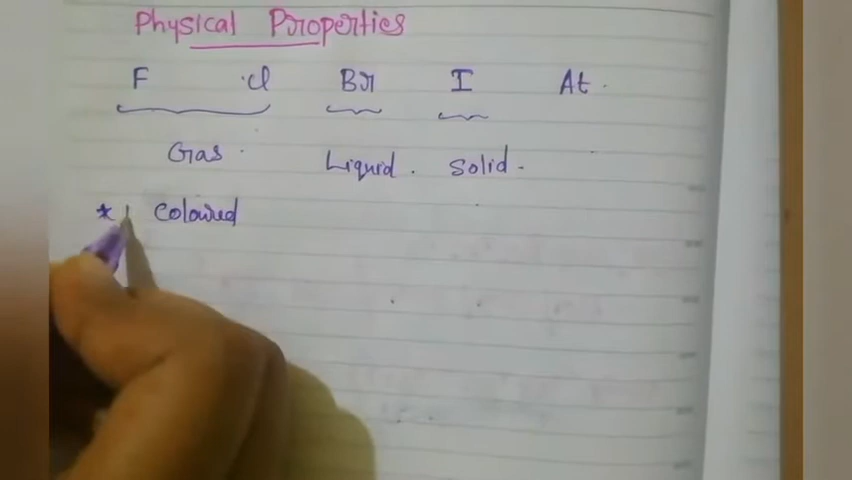 Physical Properties
F Cl Br I At.
Gas. Liquid. Solid.
* Coloured